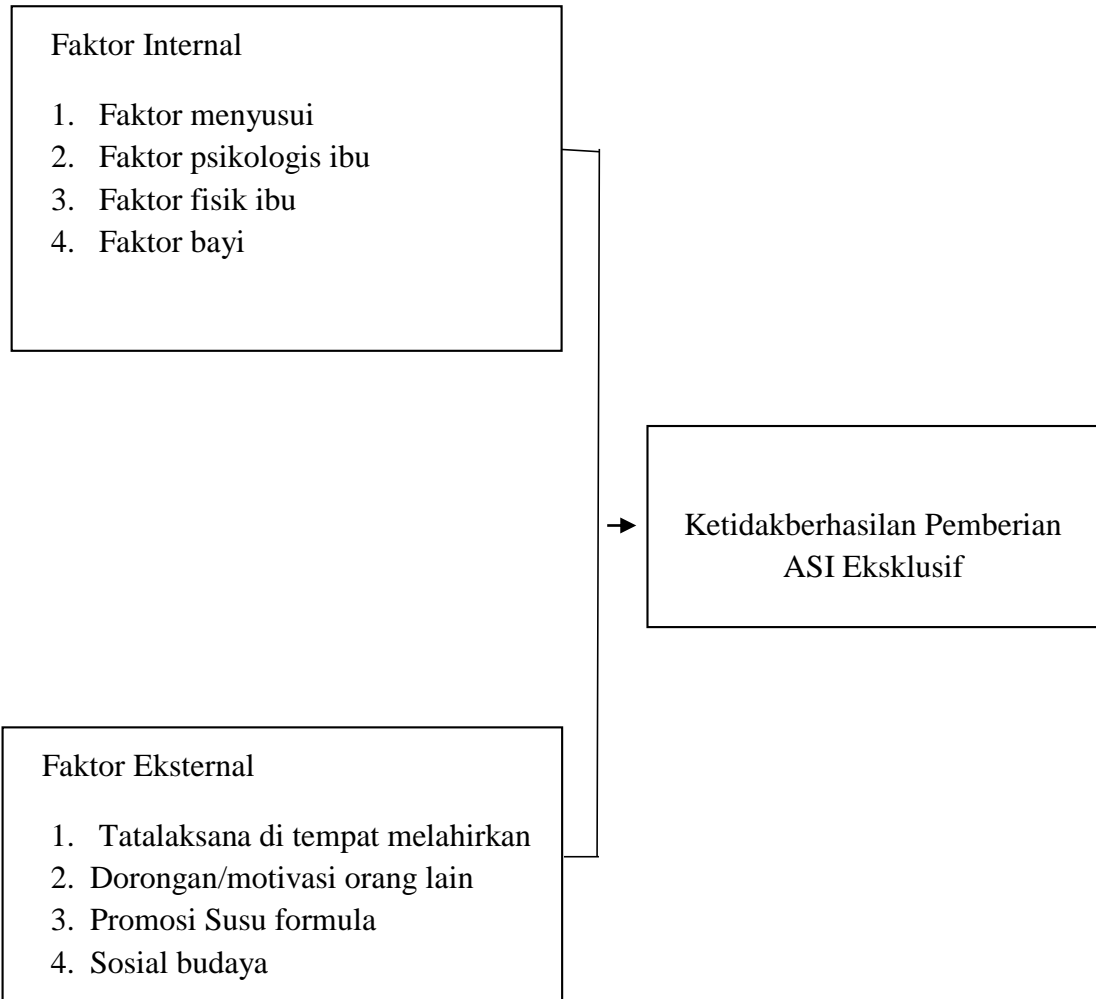 Faktor Internal
1. Faktor menyusui
2. Faktor psikologis ibu
3. Faktor fisik ibu
4. Faktor bayi
Ketidakberhasilan Pemberian
ASI Eksklusif
Faktor Eksternal
1. Tatalaksana di tempat melahirkan
2. Dorongan/motivasi orang lain
3. Promosi Susu formula
4. Sosial budaya